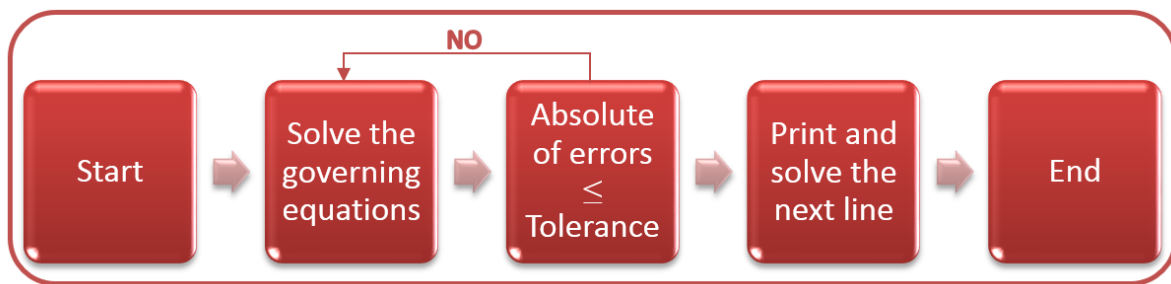 NO
Start
Solve the
governing
equations
Absolute
of errors
≤
Tolerance
Print and
solve the
next line
End